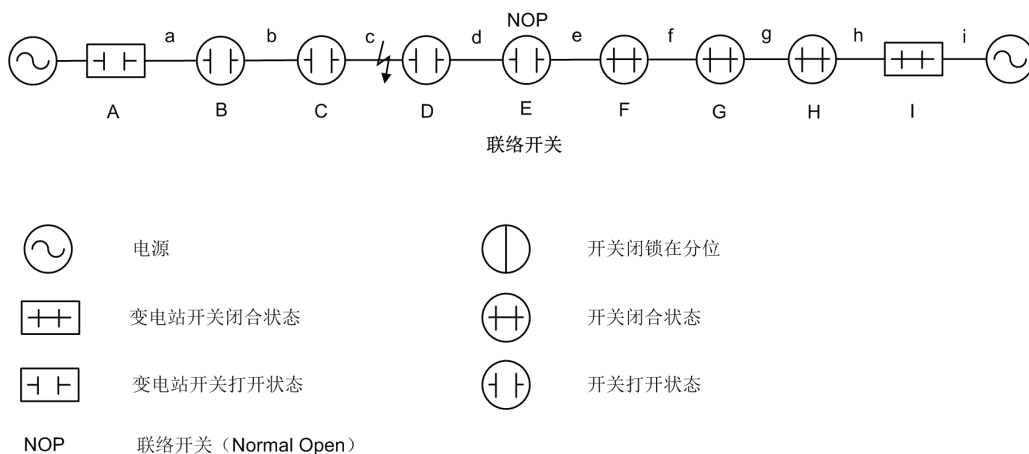 NOP
a b c d e f g h i
A B C D E F G H I
联络开关
电源 开关闭锁在分位
变电站开关闭合状态 开关闭合状态
变电站开关打开状态 开关打开状态
NOP 联络开关（Normal Open）